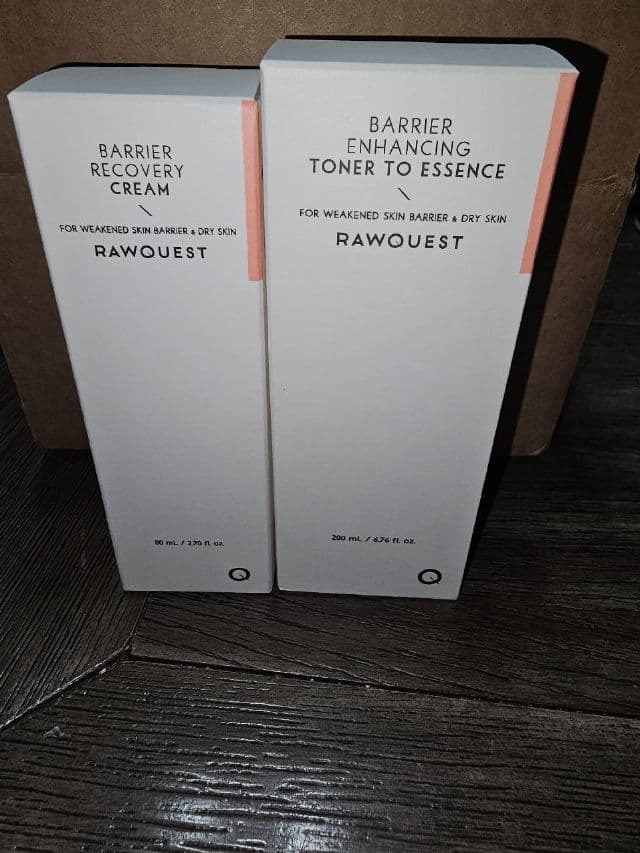 BARRIER
RECOVERY
CREAM
\
FOR WEAKENED SKIN BARRIER & DRY SKIN
RAWQUEST
80 mL / 2.70 fl. oz.
Q
BARRIER
ENHANCING
TONER TO ESSENCE
\
FOR WEAKENED SKIN BARRIER & DRY SKIN
RAWQUEST
200 mL / 6.76 fl. oz.
Q